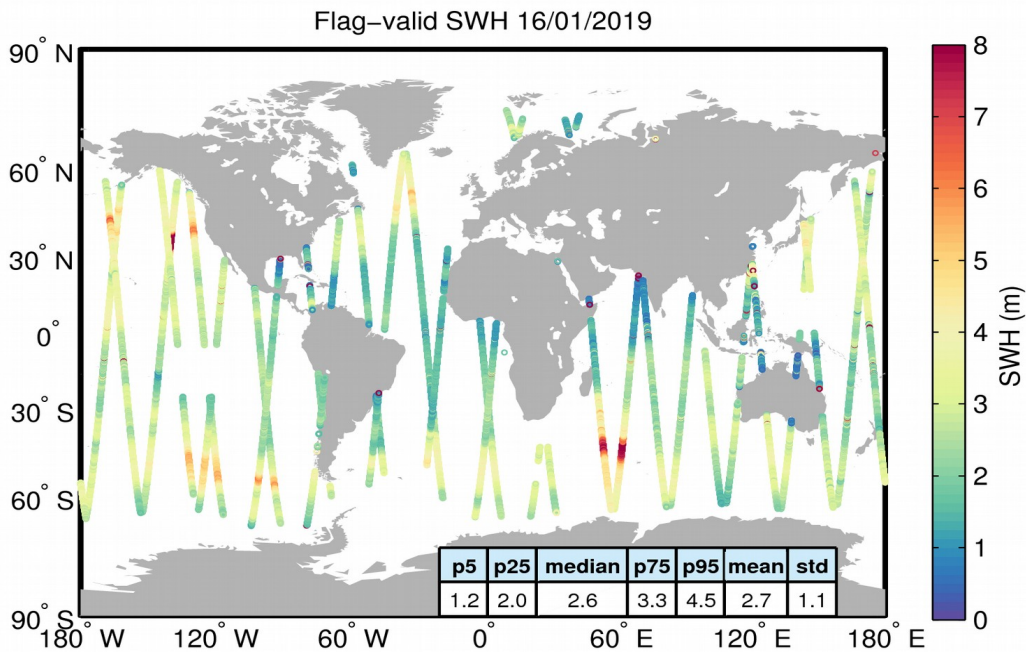 Flag−valid SWH 16/01/2019
90° N
60° N
30° N
0°
30° S
60° S
90° S
180° W
120° W
60° W
0°
60° E
120° E
180° E
8
7
6
5
4
3
2
1
0
SWH (m)
p5 p25 median p75 p95 mean std
1.2 2.0 2.6 3.3 4.5 2.7 1.1